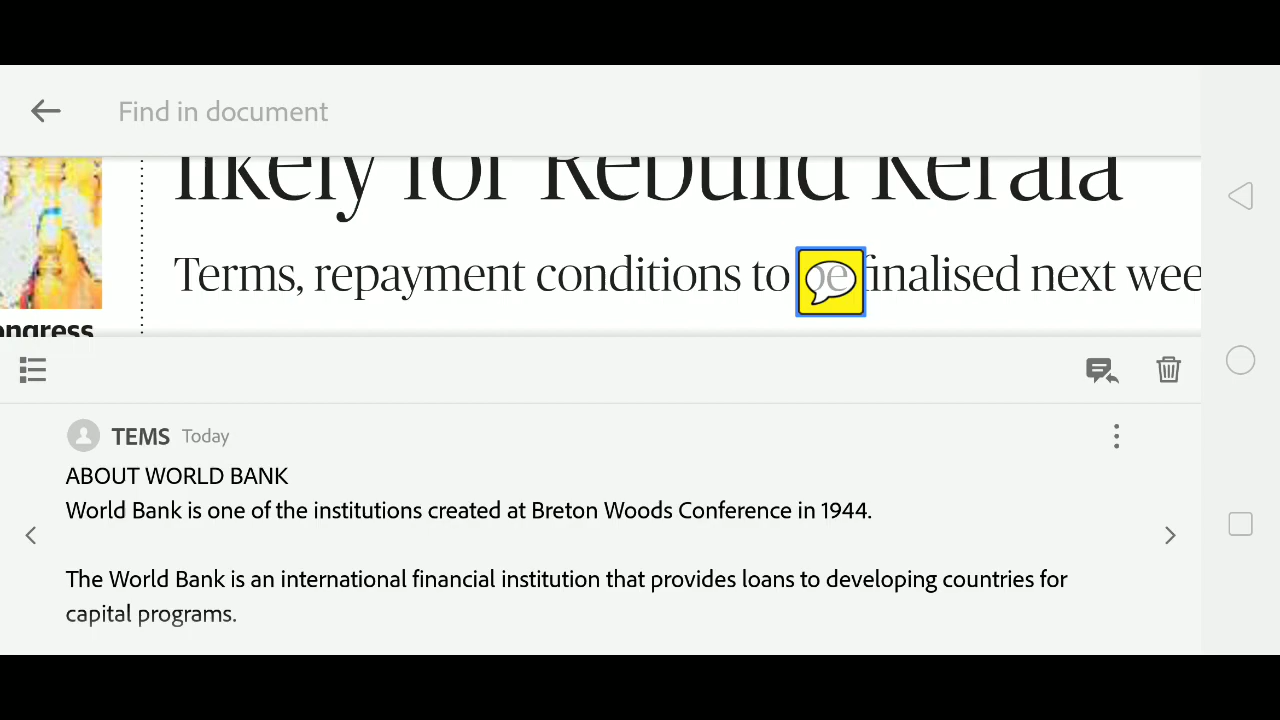 Find in document
likely for Rebuild Kerala
Terms, repayment conditions to be finalised next wee
ongress
TEMS Today
ABOUT WORLD BANK
World Bank is one of the institutions created at Breton Woods Conference in 1944.
The World Bank is an international financial institution that provides loans to developing countries for
capital programs.